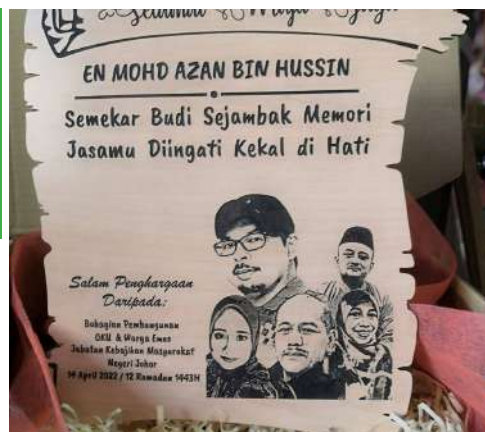 EN MOHD AZAN BIN HUSSIN
Semekar Budi Sejambak Memori
Jasamu Diingati Kekal di Hati
Salam Penghargaan
Daripada:
Bahagian Pembangunan
OKU & Warga Emas
Jabatan Kebajikan Masyarakat
Negeri Johor
14 April 2022 / 12 Ramadan 1443H